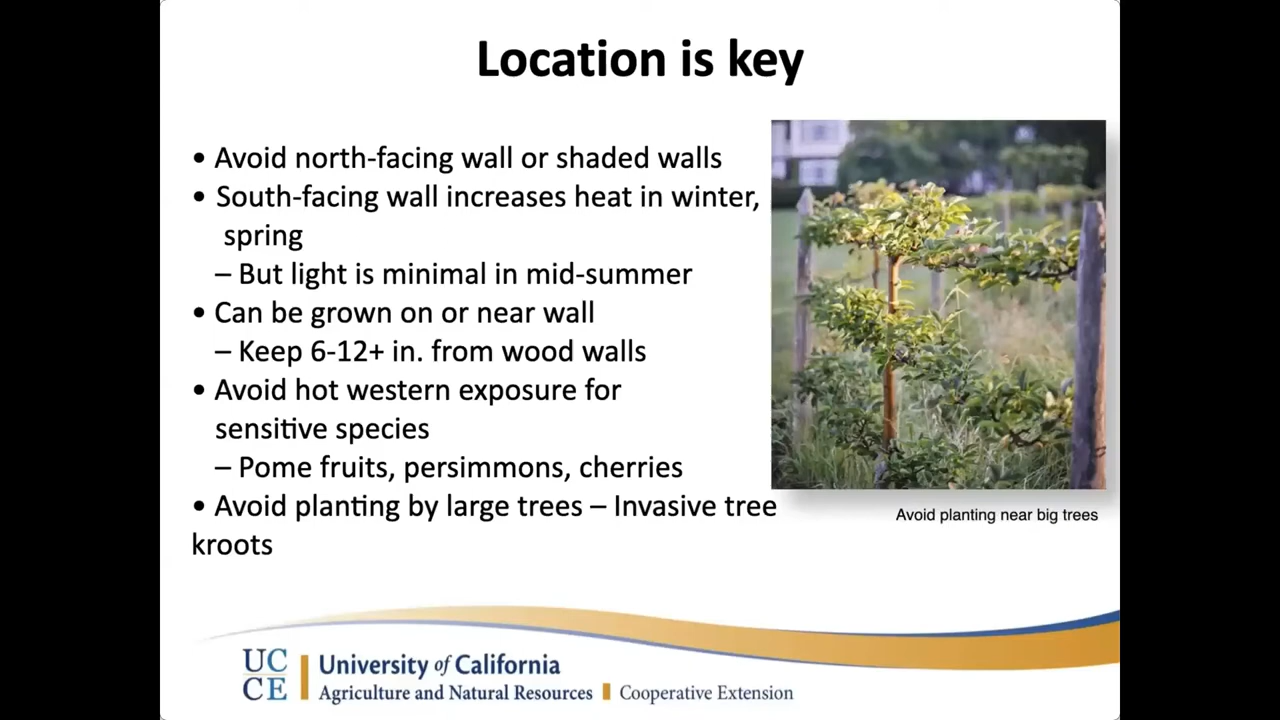 Location is key
• Avoid north-facing wall or shaded walls
• South-facing wall increases heat in winter,
spring
– But light is minimal in mid-summer
• Can be grown on or near wall
– Keep 6-12+ in. from wood walls
• Avoid hot western exposure for
sensitive species
– Pome fruits, persimmons, cherries
• Avoid planting by large trees – Invasive tree
kroots
Avoid planting near big trees
UC
CE
University of California
Agriculture and Natural Resources Cooperative Extension